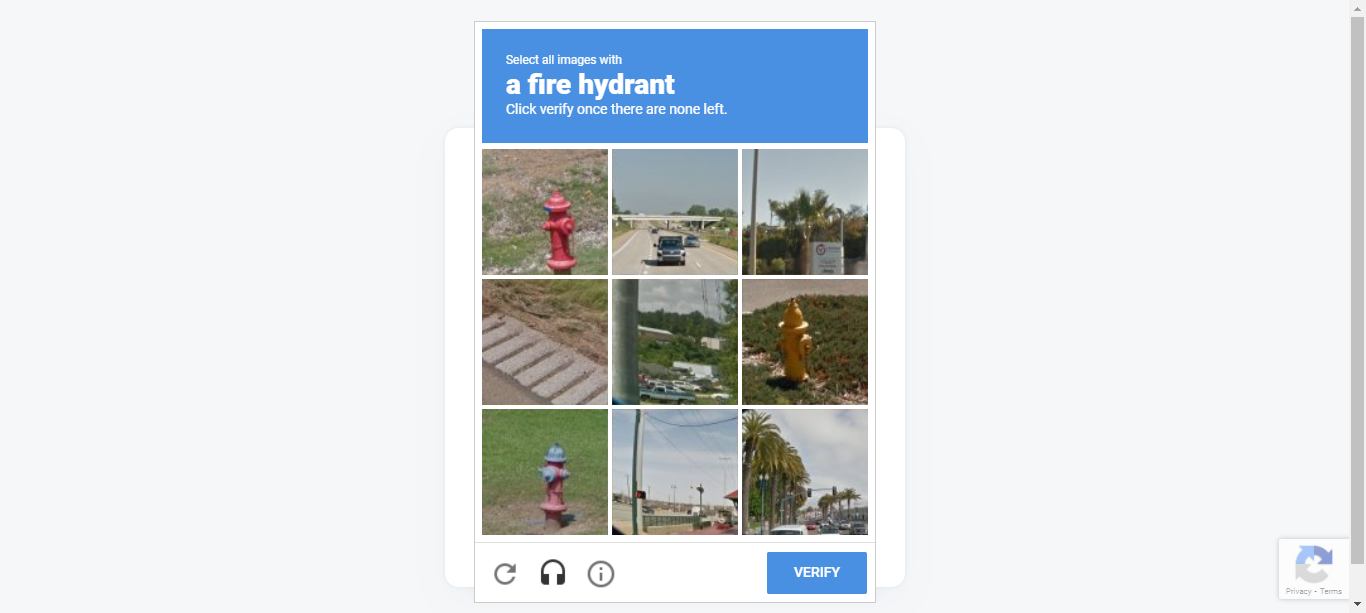 Select all images with
a fire hydrant
Click verify once there are none left.
VERIFY
Privacy - Terms